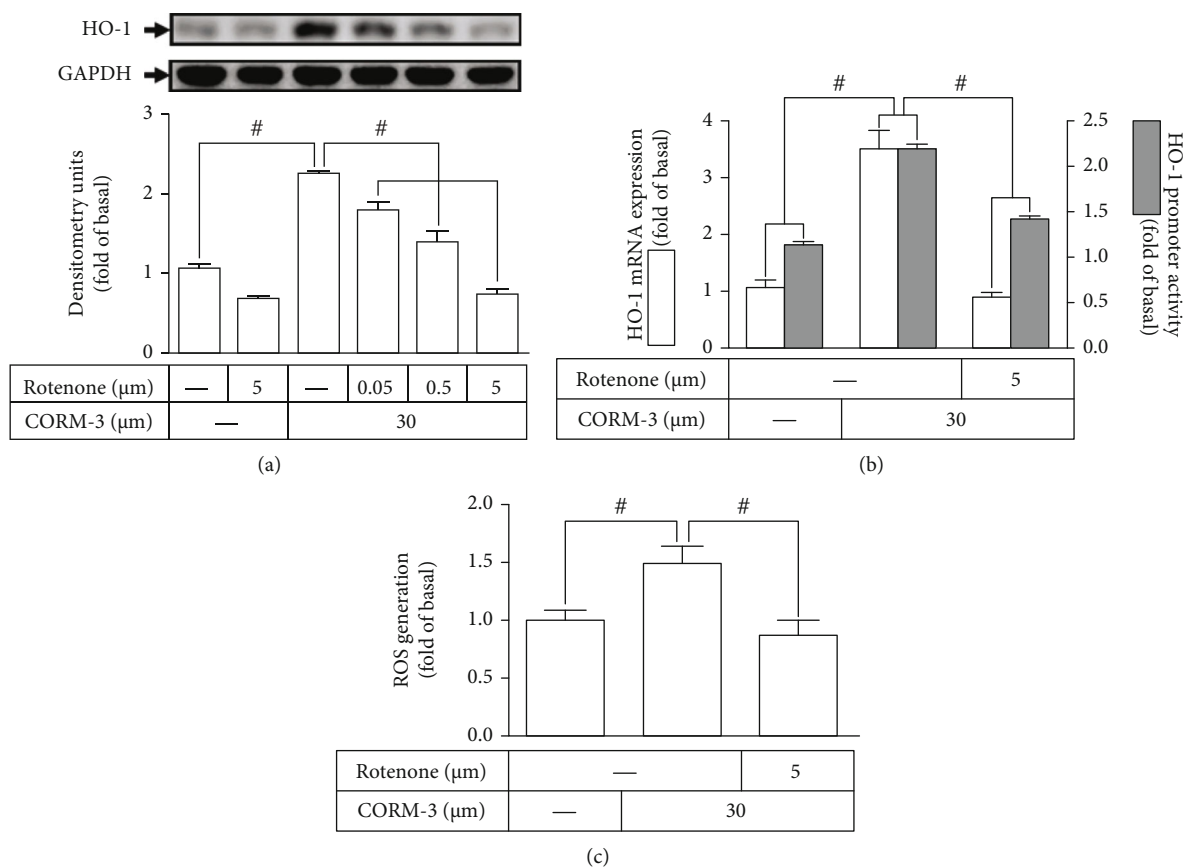 HO-1
GAPDH
3
2
1
0
Densitometry units
(fold of basal)
#
#
Rotenone (μm) — 5 — 0.05 0.5 5
CORM-3 (μm) — 30
(a)
4
3
2
1
0
HO-1 mRNA expression
(fold of basal)
#
#
2.5
2.0
1.5
1.0
0.5
0.0
HO-1 promoter activity
(fold of basal)
Rotenone (μm) — 5
CORM-3 (μm) — 30
(b)
2.0
1.5
1.0
0.5
0.0
ROS generation
(fold of basal)
#
#
Rotenone (μm) — 5
CORM-3 (μm) — 30
(c)